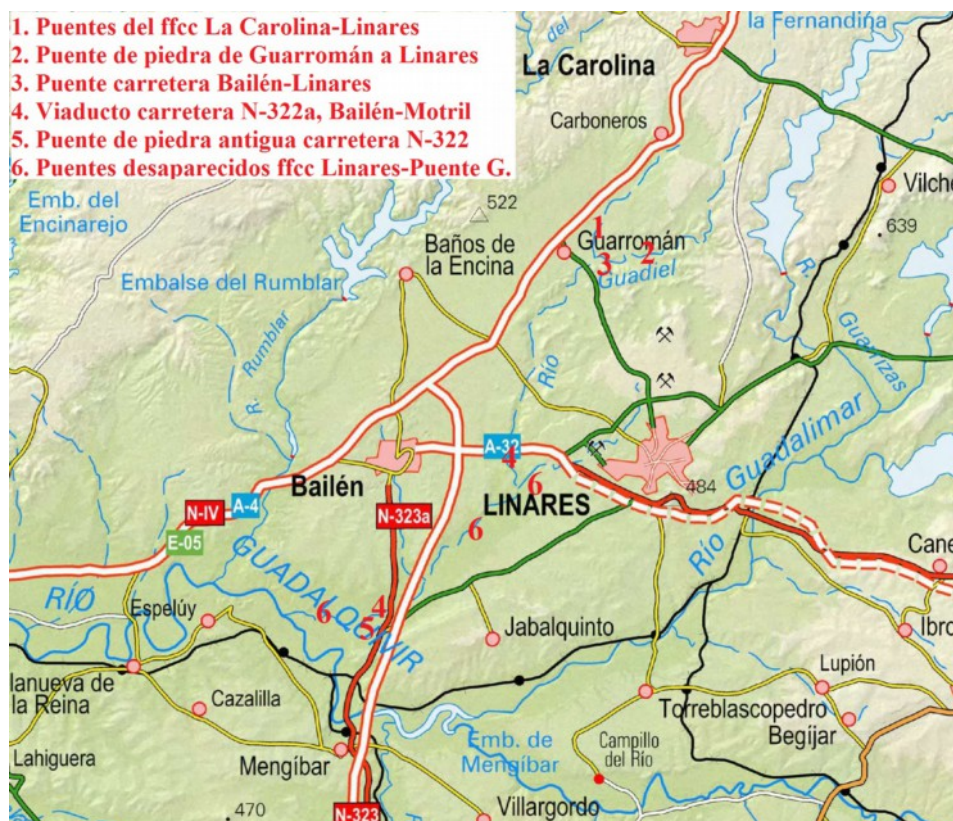 1. Puentes del ffcc La Carolina-Linares
2. Puente de piedra de Guarromán a Linares
3. Puente carretera Bailén-Linares
4. Viaducto carretera N-322a, Bailén-Motril
5. Puente de piedra antigua carretera N-322
6. Puentes desaparecidos ffcc Linares-Puente G.
la Fernandina
del
La Carolina
Carboneros
Vilche
639
Emb. del
Encinarejo
522
Baños de
la Encina
1
Guarromán
2
3
Guadiel
Embalse del Rumblar
R. Rumblar
Río
R.
Guarrizas
Guadalimar
A-32
4
Bailén
6
LINARES
484
N-IV
A-4
E-05
N-323a
6
Río
Cane
RÍO
GUADALQUIVIR
Espelúy
6
4
5
Jabalquinto
Ibro
llanueva de
la Reina
Cazalilla
Lupión
Torreblascopedro
Begíjar
Lahiguera
Mengíbar
Emb. de
Mengíbar
Campillo
del Río
470
N-323
Villargordo